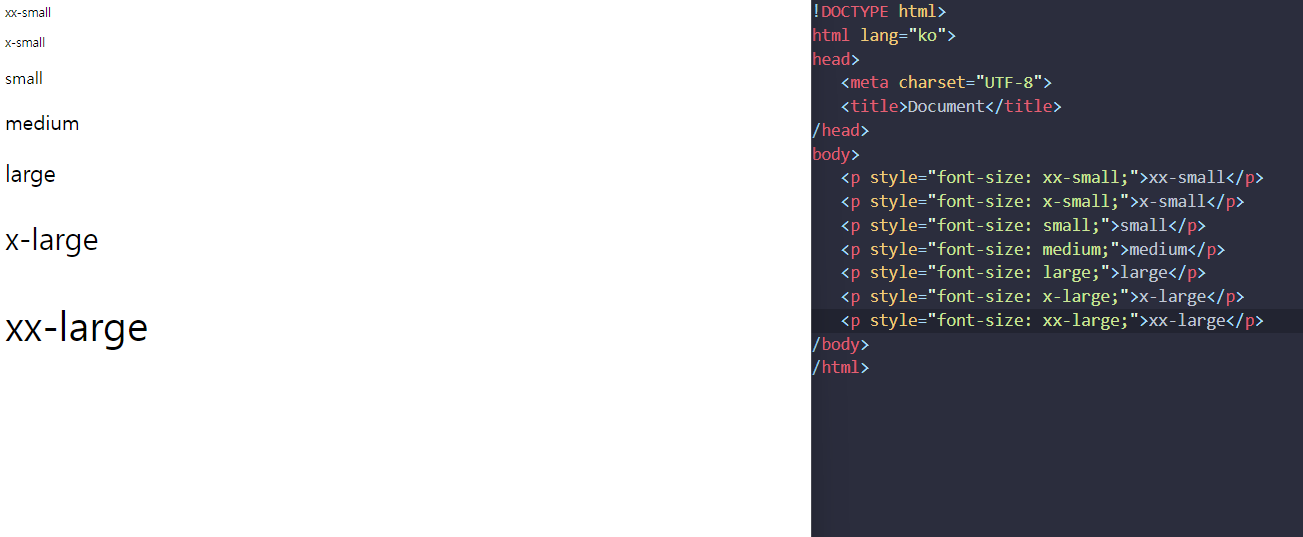 xx-small
x-small
small
medium
large
x-large
xx-large
!DOCTYPE html>
html lang="ko">
head>
<meta charset="UTF-8">
<title>Document</title>
/head>
body>
<p style="font-size: xx-small;">xx-small</p>
<p style="font-size: x-small;">x-small</p>
<p style="font-size: small;">small</p>
<p style="font-size: medium;">medium</p>
<p style="font-size: large;">large</p>
<p style="font-size: x-large;">x-large</p>
<p style="font-size: xx-large;">xx-large</p>
/body>
/html>